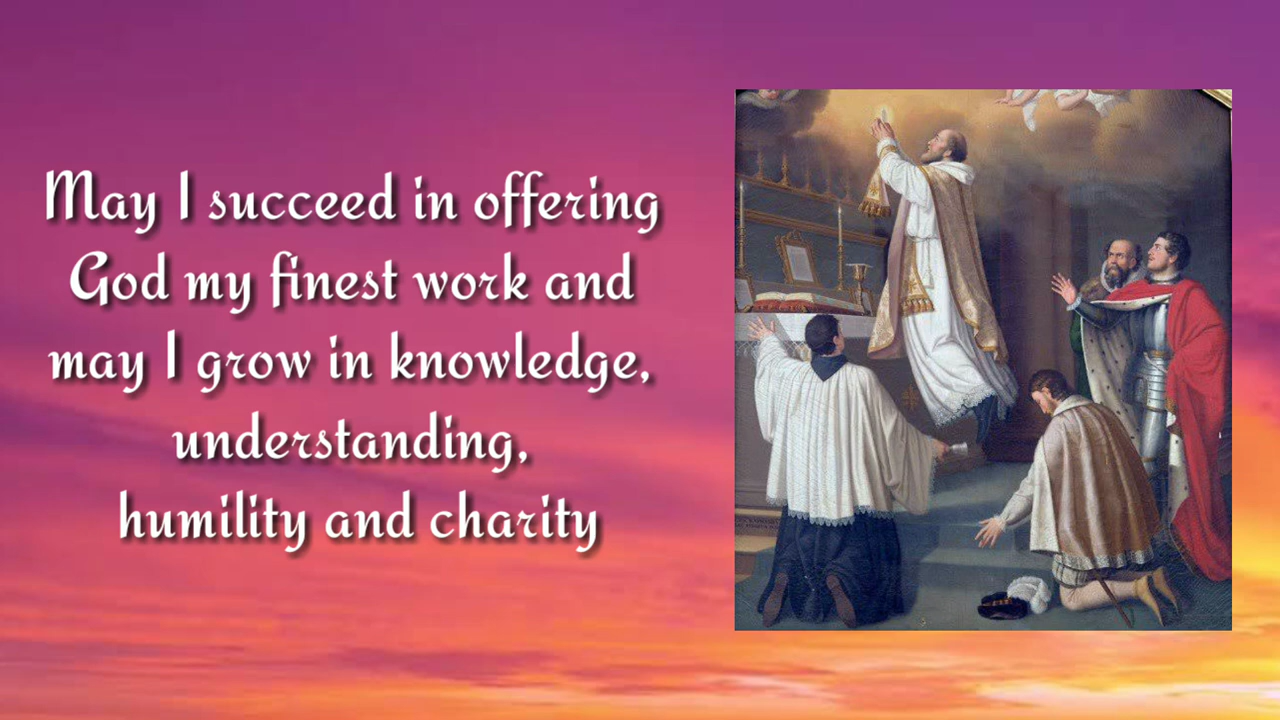 May I succeed in offering
God my finest work and
may I grow in knowledge,
understanding,
humility and charity